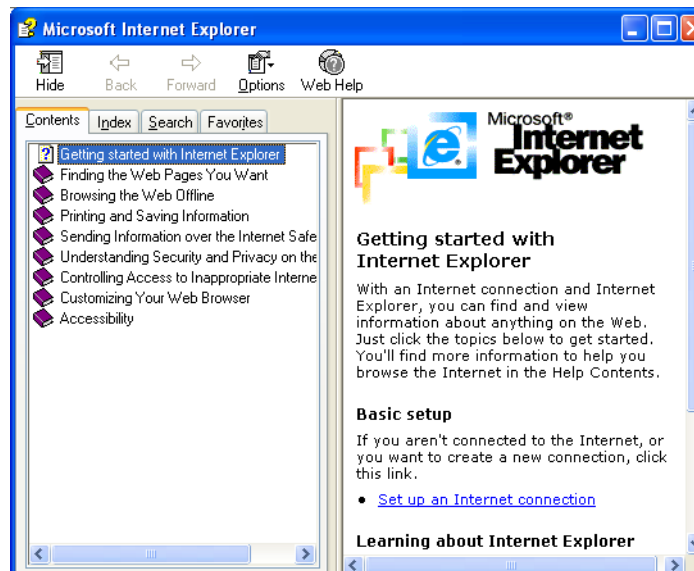 Microsoft Internet Explorer
Hide Back Forward Options Web Help
Contents Index Search Favorites
Getting started with Internet Explorer
Finding the Web Pages You Want
Browsing the Web Offline
Printing and Saving Information
Sending Information over the Internet Safe
Understanding Security and Privacy on the
Controlling Access to Inappropriate Interne
Customizing Your Web Browser
Accessibility
Microsoft®
Internet
Explorer
Getting started with
Internet Explorer
With an Internet connection and Internet
Explorer, you can find and view
information about anything on the Web.
Just click the topics below to get started.
You'll find more information to help you
browse the Internet in the Help Contents.
Basic setup
If you aren't connected to the Internet, or
you want to create a new connection, click
this link.
• Set up an Internet connection
Learning about Internet Explorer